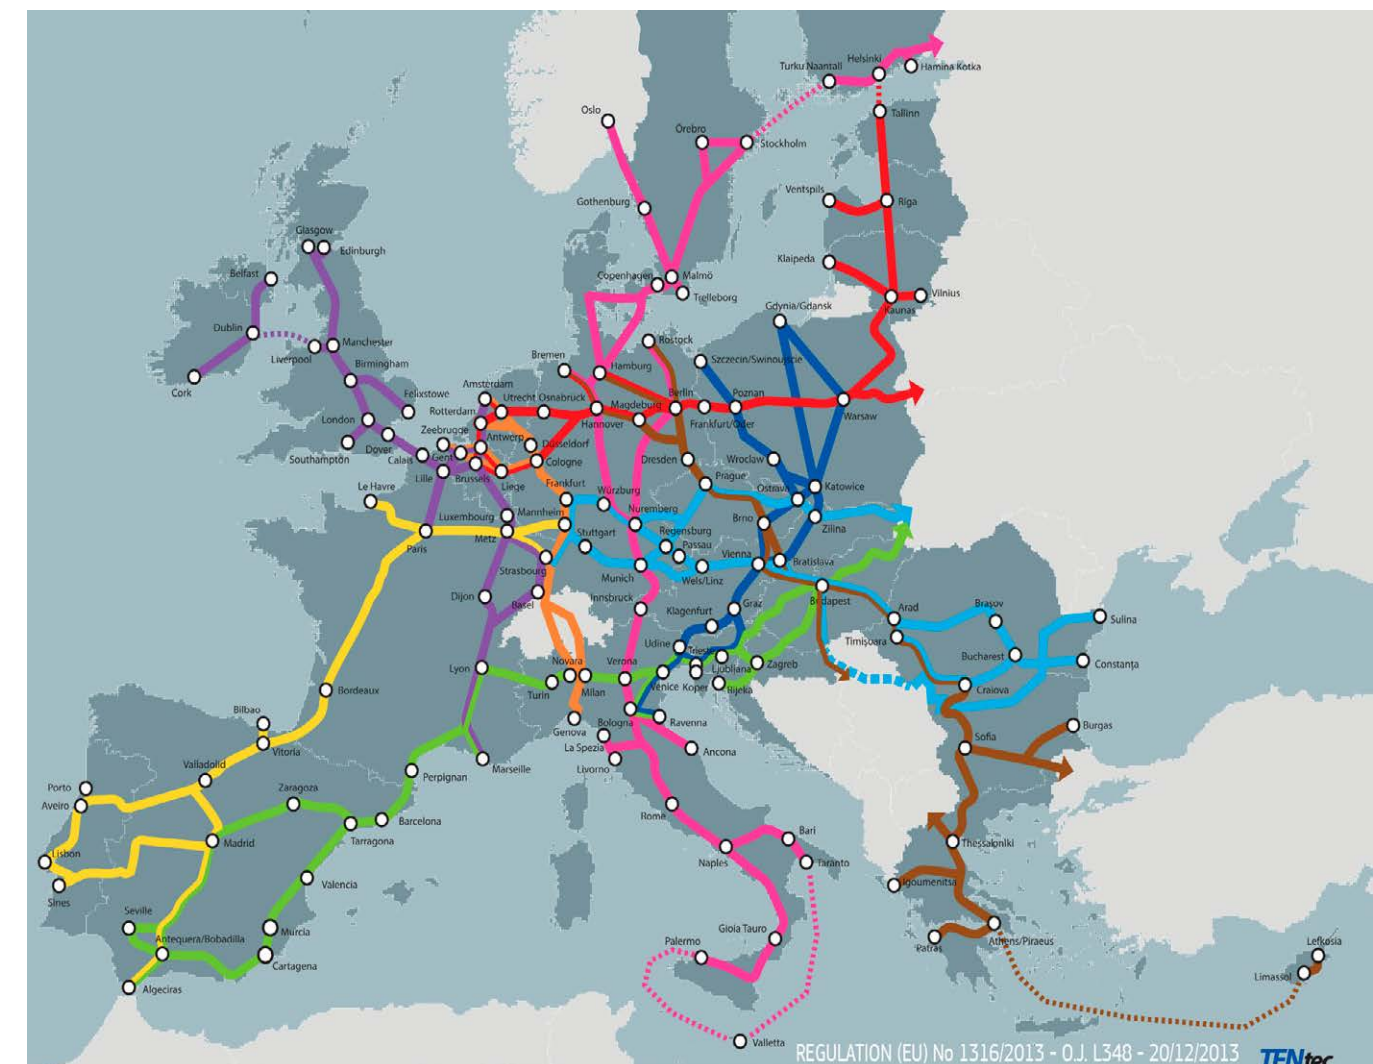 Helsinki
Turku Naantali
Hamina Kotka
Oslo
Tallinn
Örebro
Stockholm
Ventspils
Riga
Gothenburg
Glasgow
Edinburgh
Klaipeda
Belfast
Copenhagen
Malmö
Vilnius
Trelleborg
Gdynia/Gdansk
Kaunas
Dublin
Manchester
Rostock
Liverpool
Bremen
Szczecin/Swinoujscie
Birmingham
Hamburg
Cork
Amsterdam
Felixstowe
Utrecht
Osnabruck
Berlin
Poznan
Rotterdam
Magdeburg
London
Hannover
Frankfurt/Oder
Warsaw
Zeebrugge
Antwerp
Düsseldorf
Dover
Southampton
Calais
Gent
Cologne
Dresden
Wroclaw
Lille
Brussels
Liege
Prague
Le Havre
Frankfurt
Würzburg
Ostrava
Katowice
Luxembourg
Mannheim
Nuremberg
Brno
Zilina
Stuttgart
Regensburg
Paris
Metz
Passau
Vienna
Strasbourg
Bratislava
Munich
Wels/Linz
Dijon
Basel
Innsbruck
Klagenfurt
Graz
Budapest
Arad
Braşov
Sulina
Timişoara
Udine
Trieste
Bucharest
Lyon
Novara
Verona
Ljubljana
Zagreb
Constanţa
Turin
Milan
Venice
Koper
Rijeka
Craiova
Bordeaux
Bilbao
Bologna
Ravenna
Burgas
Genova
La Spezia
Ancona
Sofia
Vitoria
Livorno
Marseille
Valladolid
Perpignan
Porto
Zaragoza
Aveiro
Rome
Barcelona
Madrid
Tarragona
Bari
Thessaloniki
Lisbon
Naples
Taranto
Valencia
Igoumenitsa
Sines
Seville
Murcia
Gioia Tauro
Antequera/Bobadilla
Palermo
Patras
Athens/Piraeus
Lefkosia
Cartagena
Limassol
Algeciras
Valletta
REGULATION (EU) No 1316/2013 - O.J. L348 - 20/12/2013
TENtec